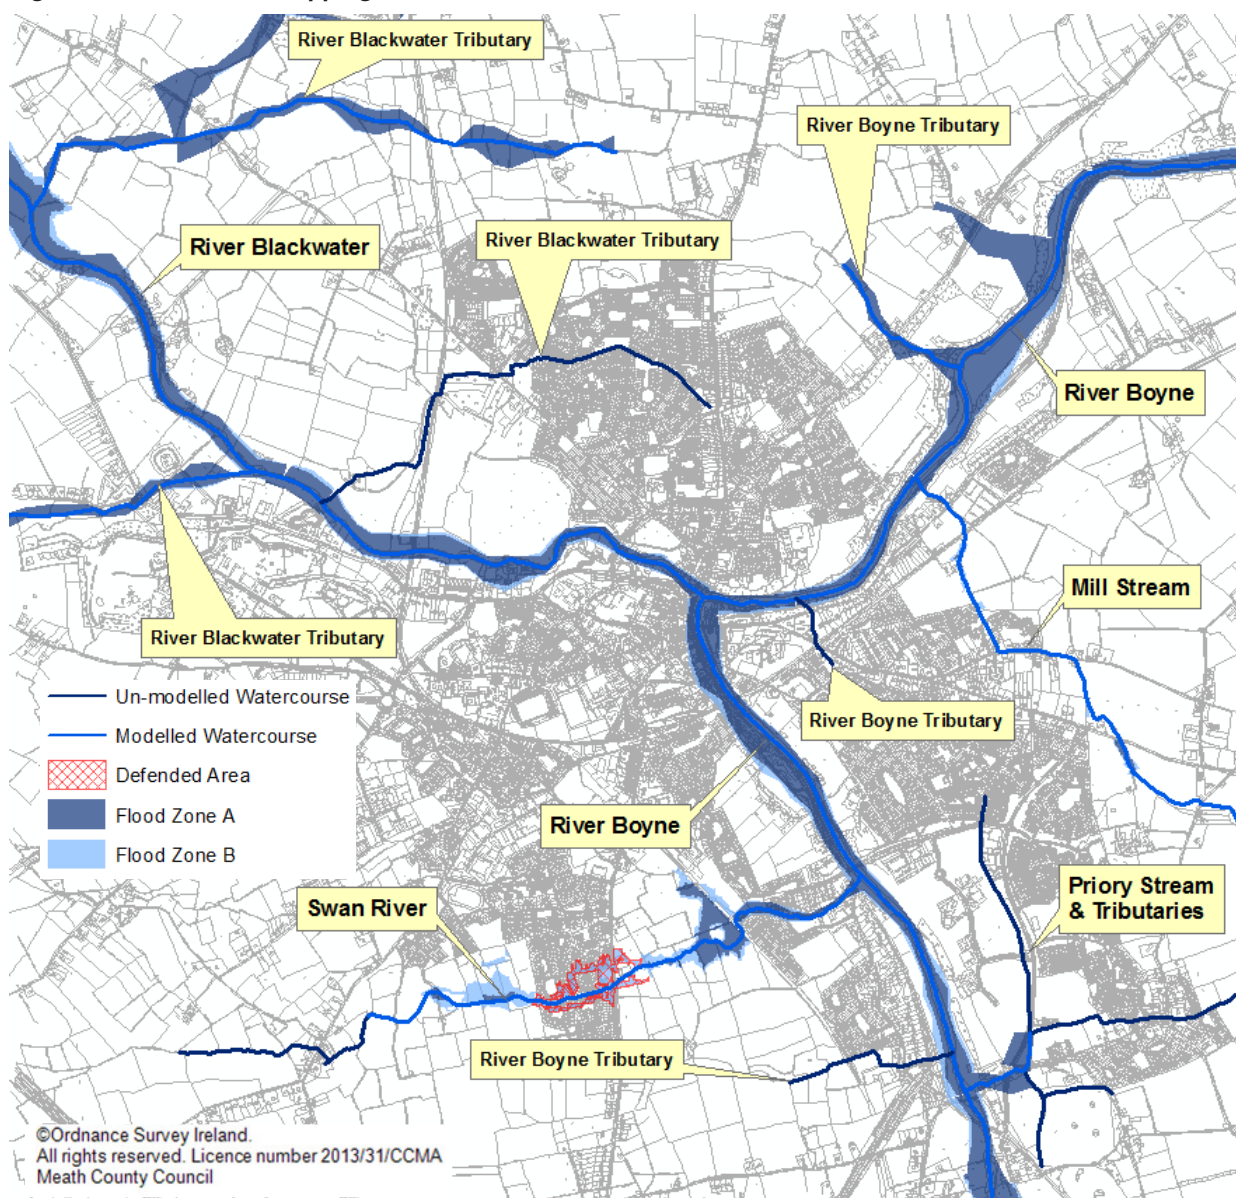 River Blackwater Tributary
River Boyne Tributary
River Blackwater
River Blackwater Tributary
River Boyne
Mill Stream
River Blackwater Tributary
River Boyne Tributary
Un-modelled Watercourse
Modelled Watercourse
Defended Area
Flood Zone A
Flood Zone B
River Boyne
Swan River
Priory Stream
& Tributaries
River Boyne Tributary
©Ordnance Survey Ireland.
All rights reserved. Licence number 2013/31/CCMA
Meath County Council